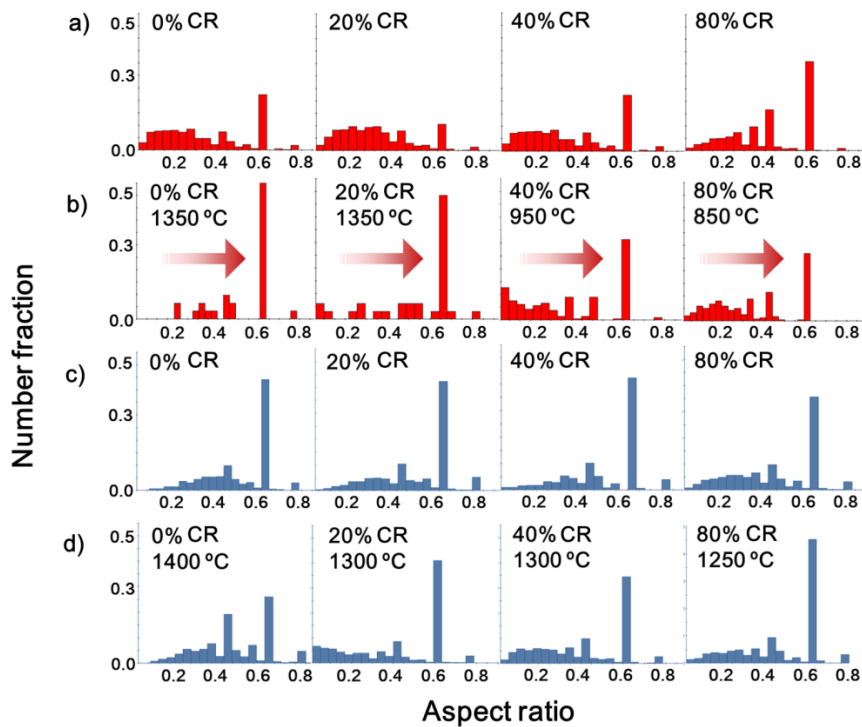 a)
0% CR
20% CR
40% CR
80% CR
0.5
0.3
0.0
0.2 0.4 0.6 0.8
0.2 0.4 0.6 0.8
0.2 0.4 0.6 0.8
0.2 0.4 0.6 0.8
b)
0% CR
1350 ºC
20% CR
1350 ºC
40% CR
950 ºC
80% CR
850 ºC
0.5
0.3
0.0
0.2 0.4 0.6 0.8
0.2 0.4 0.6 0.8
0.2 0.4 0.6 0.8
0.2 0.4 0.6 0.8
c)
0% CR
20% CR
40% CR
80% CR
0.5
0.3
0.0
0.2 0.4 0.6 0.8
0.2 0.4 0.6 0.8
0.2 0.4 0.6 0.8
0.2 0.4 0.6 0.8
d)
0% CR
1400 ºC
20% CR
1300 ºC
40% CR
1300 ºC
80% CR
1250 ºC
0.5
0.3
0.0
0.2 0.4 0.6 0.8
0.2 0.4 0.6 0.8
0.2 0.4 0.6 0.8
0.2 0.4 0.6 0.8
Number fraction
Aspect ratio